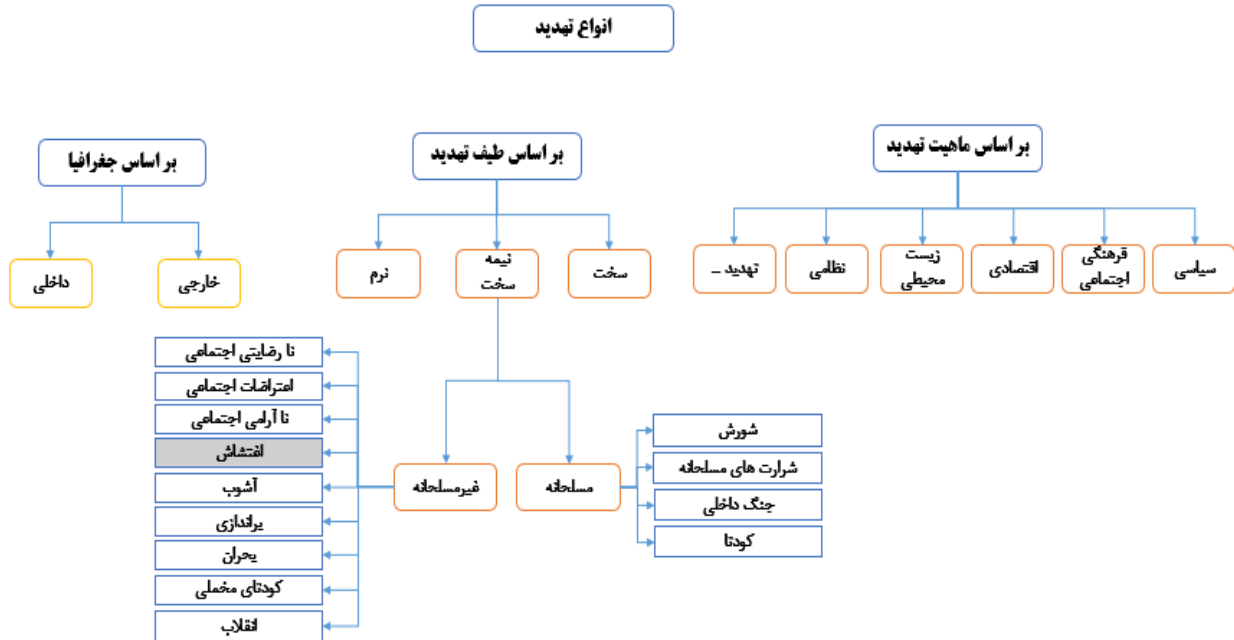 انواع تهدید
بر اساس ماهیت تهدید
بر اساس طیف تهدید
بر اساس جغرافیا
سیاسی
فرهنگی
اجتماعی
اقتصادی
زیست
محیطی
نظامی
تهدید _
سخت
نیمه
سخت
نرم
خارجی
داخلی
مسلحانه
غیرمسلحانه
شورش
شرارت های مسلحانه
جنگ داخلی
کودتا
نا رضایتی اجتماعی
اعتراضات اجتماعی
نا آرامی اجتماعی
اغتشاش
آشوب
براندازی
بحران
کودتای مخملی
انقلاب